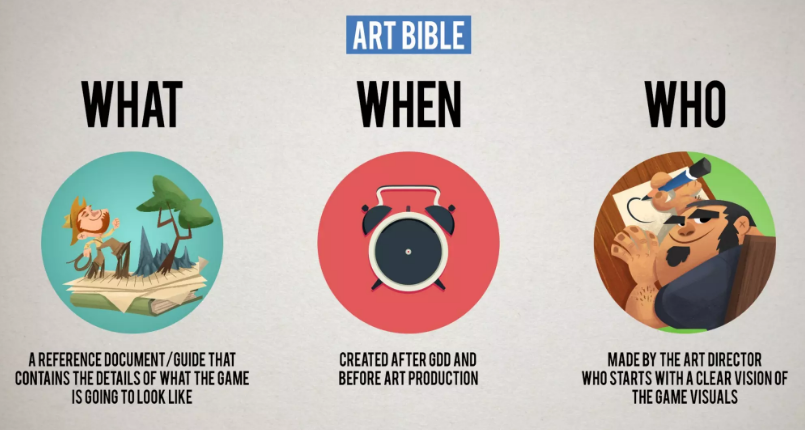 ART BIBLE
WHAT
WHEN
WHO
A REFERENCE DOCUMENT/GUIDE THAT
CONTAINS THE DETAILS OF WHAT THE GAME
IS GOING TO LOOK LIKE
CREATED AFTER GDD AND
BEFORE ART PRODUCTION
MADE BY THE ART DIRECTOR
WHO STARTS WITH A CLEAR VISION OF
THE GAME VISUALS